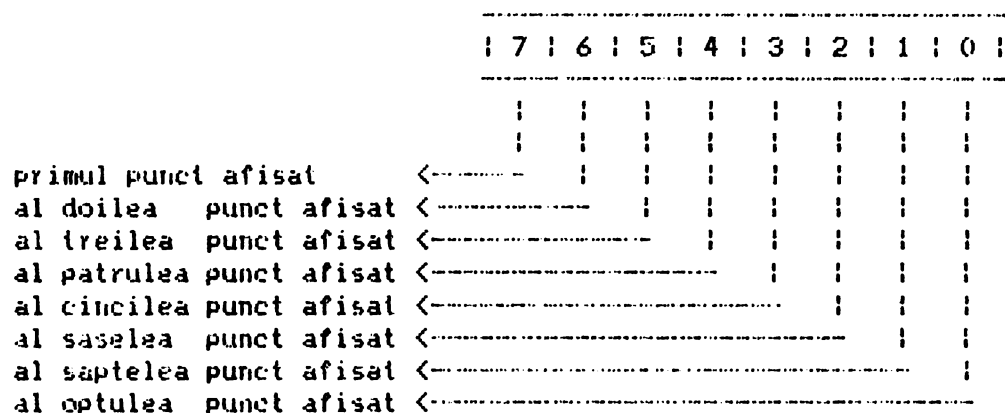 | 7 | 6 | 5 | 4 | 3 | 2 | 1 | 0 |
primul punct afisat
al doilea punct afisat
al treilea punct afisat
al patrulea punct afisat
al cincilea punct afisat
al saselea punct afisat
al saptelea punct afisat
al optulea punct afisat